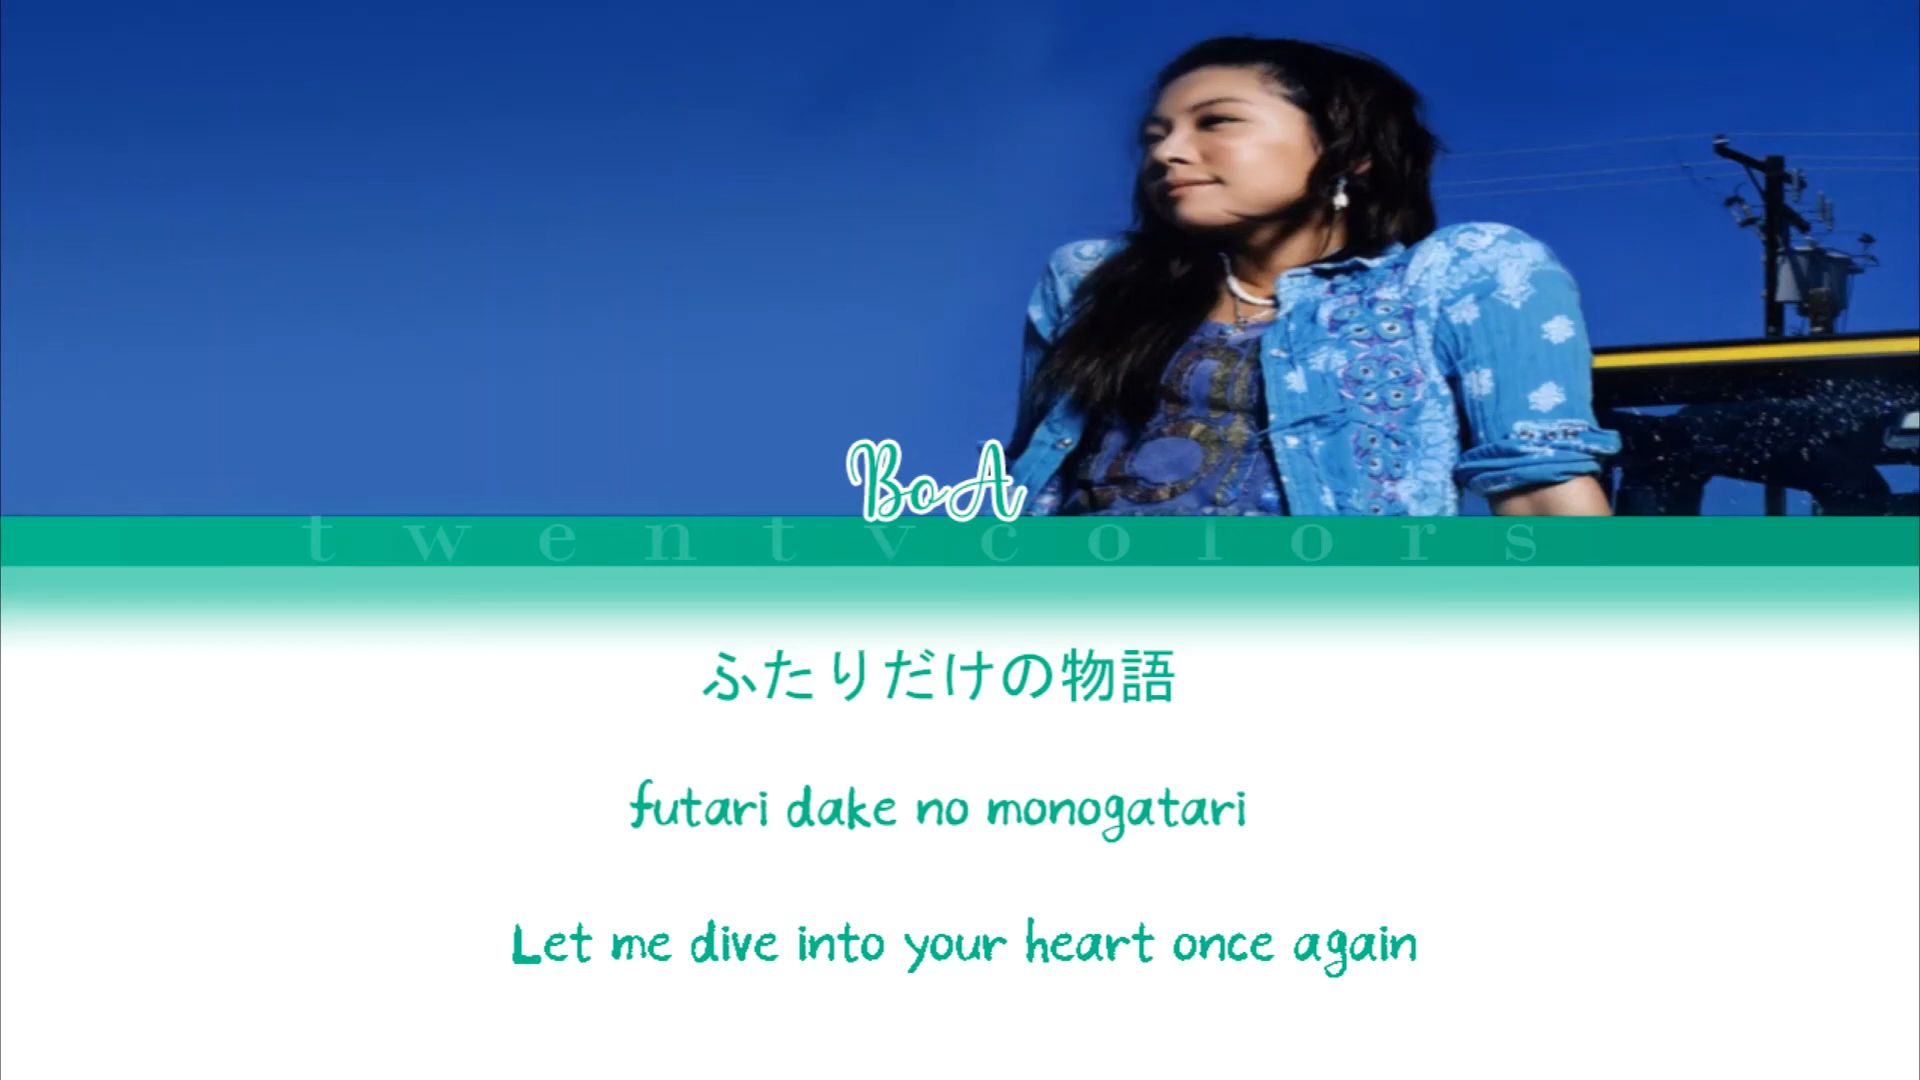 BoA
twentycolors
ふたりだけの物語
futari dake no monogatari
Let me dive into your heart once again